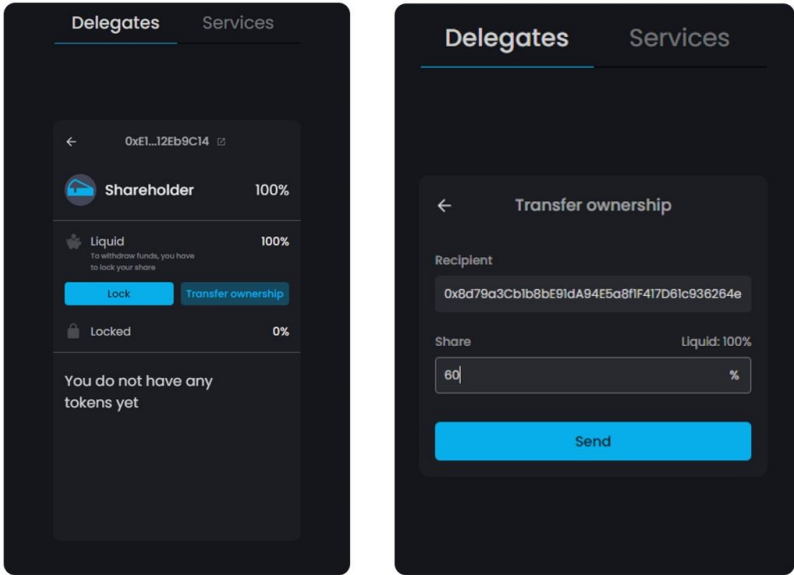 Delegates Services
0xE1...12Eb9C14
Shareholder 100%
Liquid 100%
To withdraw funds, you have
to lock your share
Lock Transfer ownership
Locked 0%
You do not have any
tokens yet
Delegates Services
Transfer ownership
Recipient
0x8d79a3Cb1b8bE91dA94E5a8f1F417D61c936264e
Share Liquid: 100%
60 %
Send